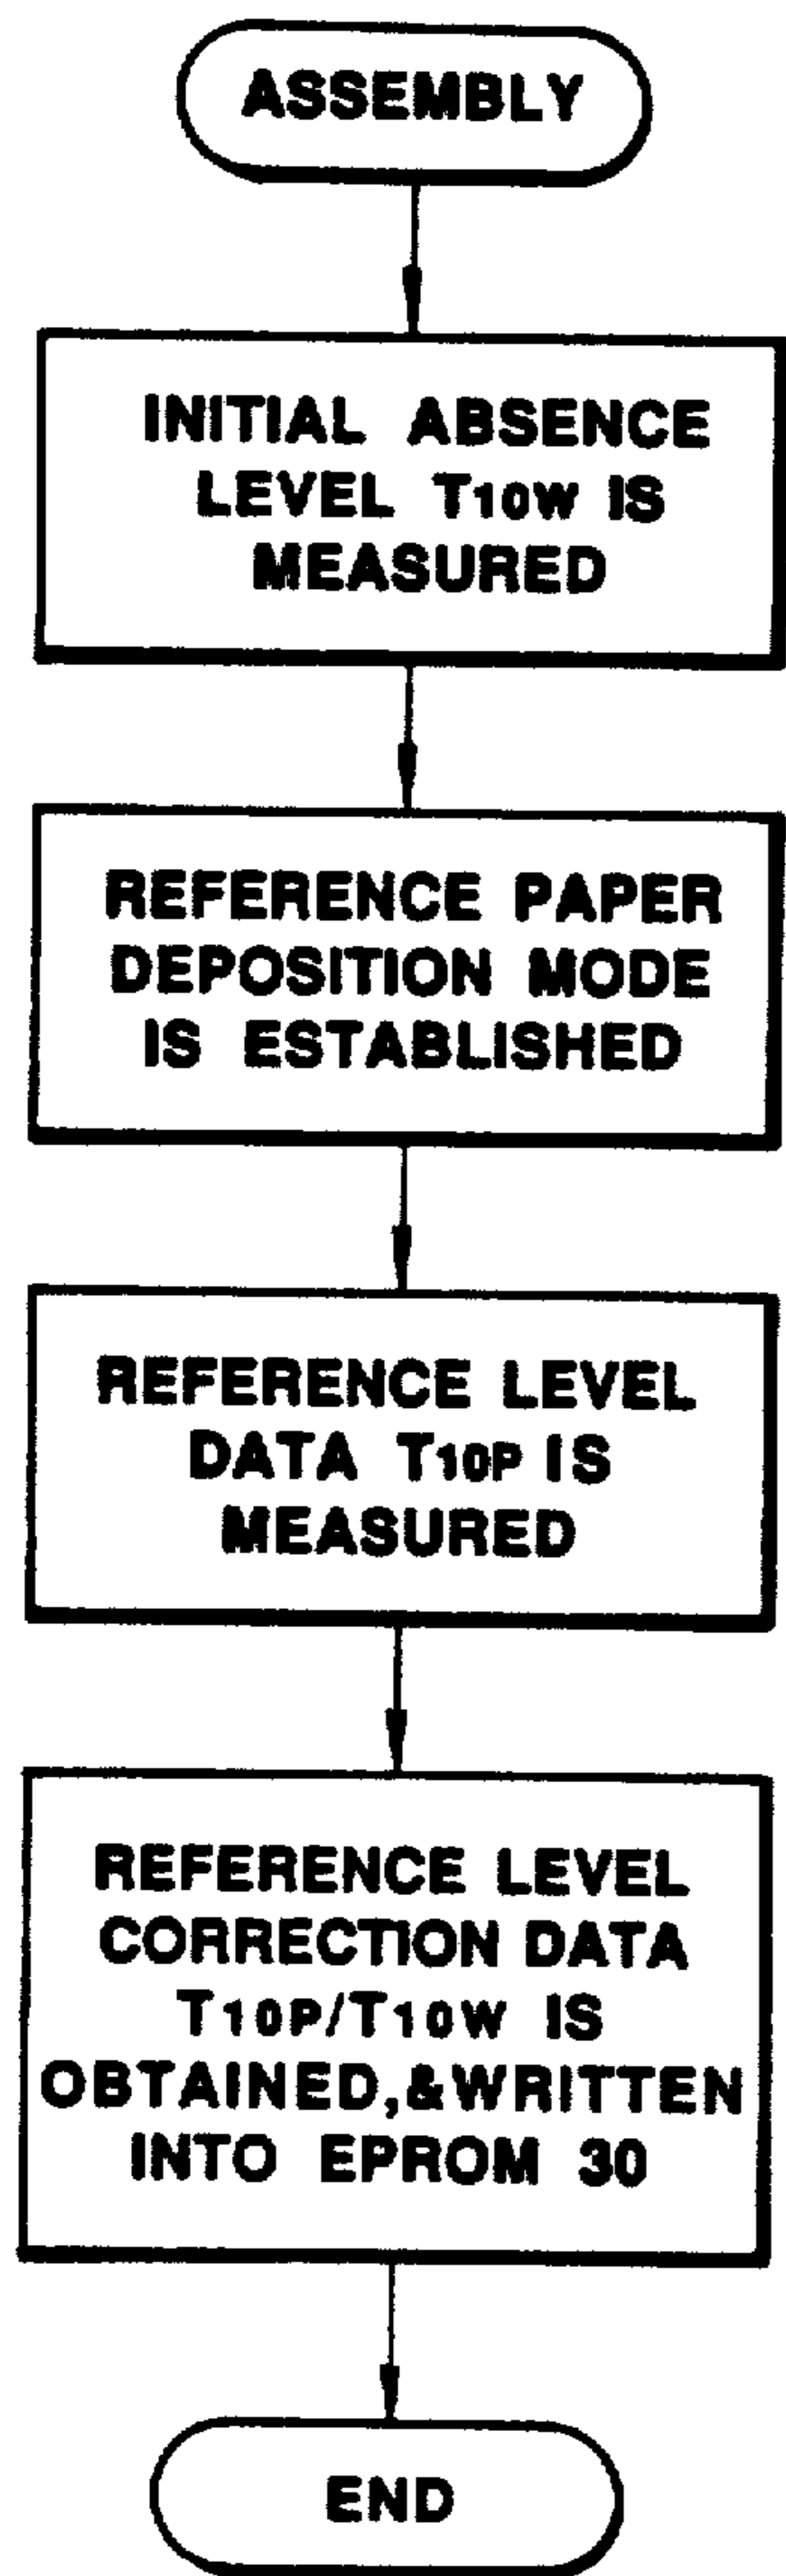 ASSEMBLY
INITIAL ABSENCE
LEVEL T10W IS
MEASURED
REFERENCE PAPER
DEPOSITION MODE
IS ESTABLISHED
REFERENCE LEVEL
DATA T10P IS
MEASURED
REFERENCE LEVEL
CORRECTION DATA
T10P/T10W IS
OBTAINED,&WRITTEN
INTO EPROM 30
END